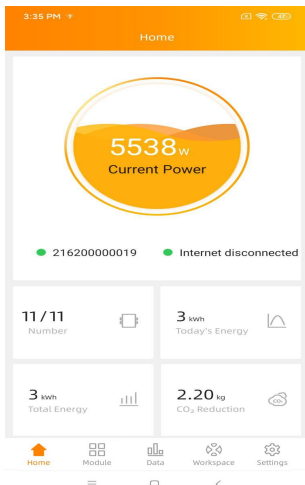 3:35 PM
Home
5538W
Current Power
216200000019
Internet disconnected
11/11
Number
3 kWh
Today's Energy
3 kWh
Total Energy
2.20 kg
CO₂ Reduction
CO₂
Home
Module
Data
Workspace
Settings